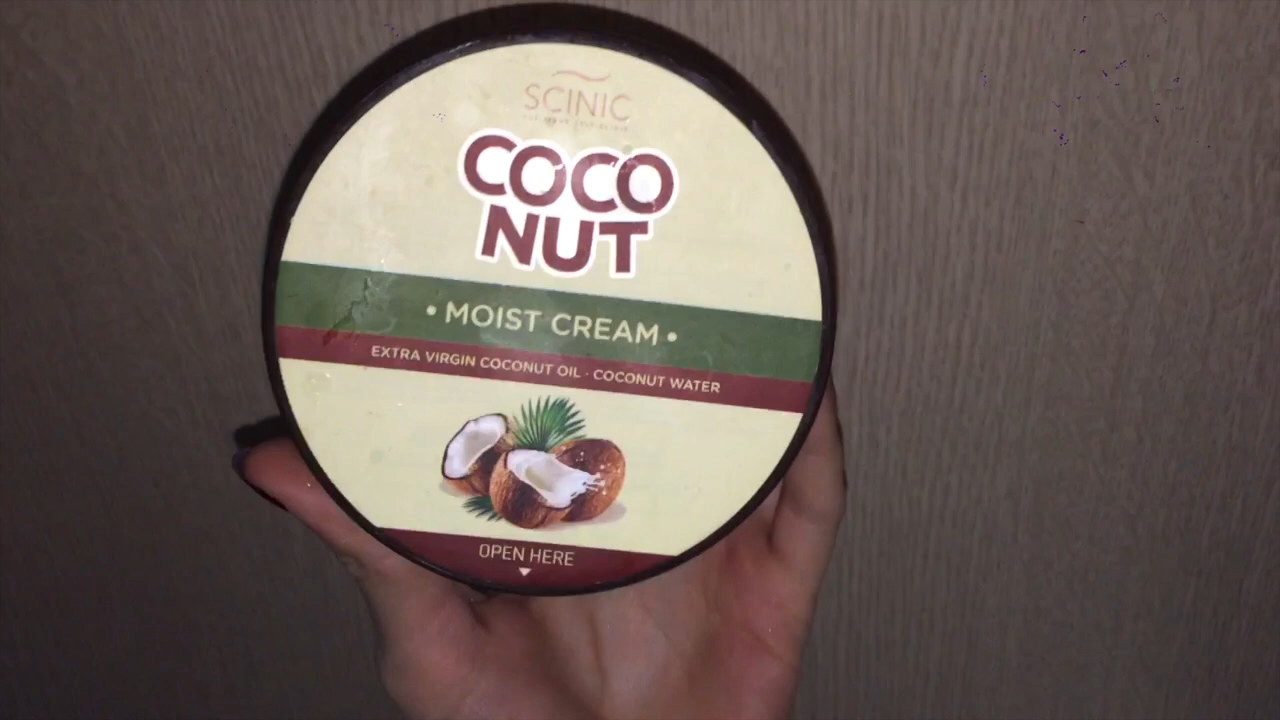 SCINIC
COCO
NUT
• MOIST CREAM •
EXTRA VIRGIN COCONUT OIL · COCONUT WATER
OPEN HERE